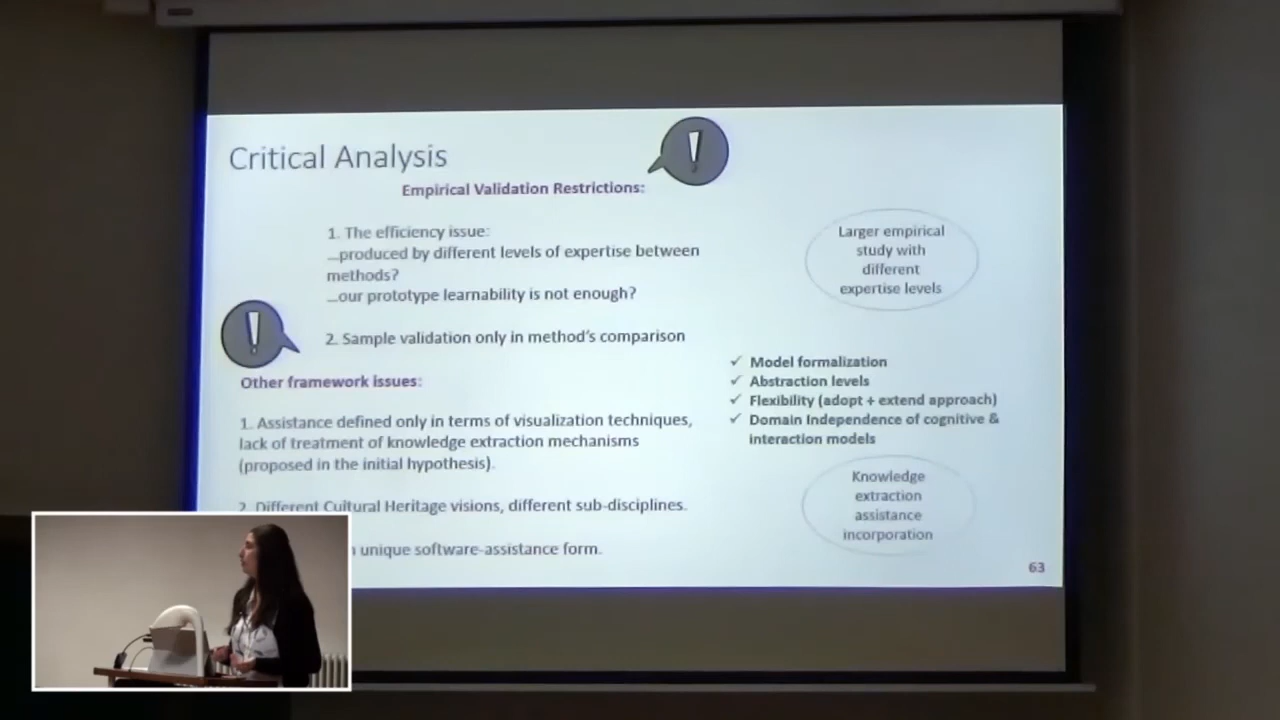 Critical Analysis
Empirical Validation Restrictions:
1. The efficiency issue:
...produced by different levels of expertise between
methods?
...our prototype learnability is not enough?
2. Sample validation only in method's comparison
Larger empirical
study with
different
expertise levels
Other framework issues:
1. Assistance defined only in terms of visualization techniques,
lack of treatment of knowledge extraction mechanisms
(proposed in the initial hypothesis).
2. Different Cultural Heritage visions, different sub-disciplines.
unique software-assistance form.
✓ Model formalization
✓ Abstraction levels
✓ Flexibility (adopt + extend approach)
✓ Domain Independence of cognitive &
interaction models
Knowledge
extraction
assistance
incorporation
63